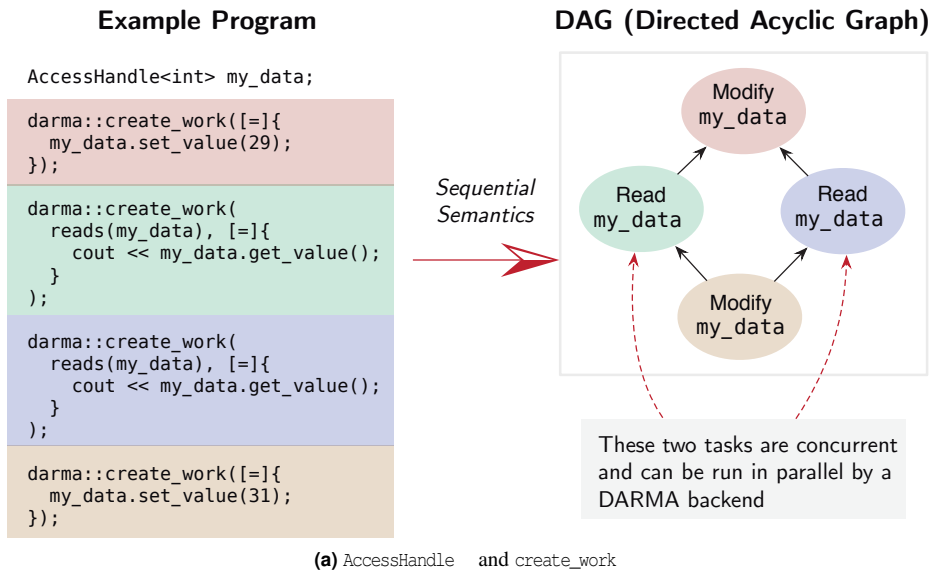 Example Program
AccessHandle<int> my_data;
darma::create_work([=]{
  my_data.set_value(29);
});
darma::create_work(
  reads(my_data), [=]{
    cout << my_data.get_value();
  }
);
darma::create_work(
  reads(my_data), [=]{
    cout << my_data.get_value();
  }
);
darma::create_work([=]{
  my_data.set_value(31);
});
Sequential
Semantics
DAG (Directed Acyclic Graph)
Modify
my_data
Read
my_data
Read
my_data
Modify
my_data
These two tasks are concurrent
and can be run in parallel by a
DARMA backend
(a) AccessHandle and create_work